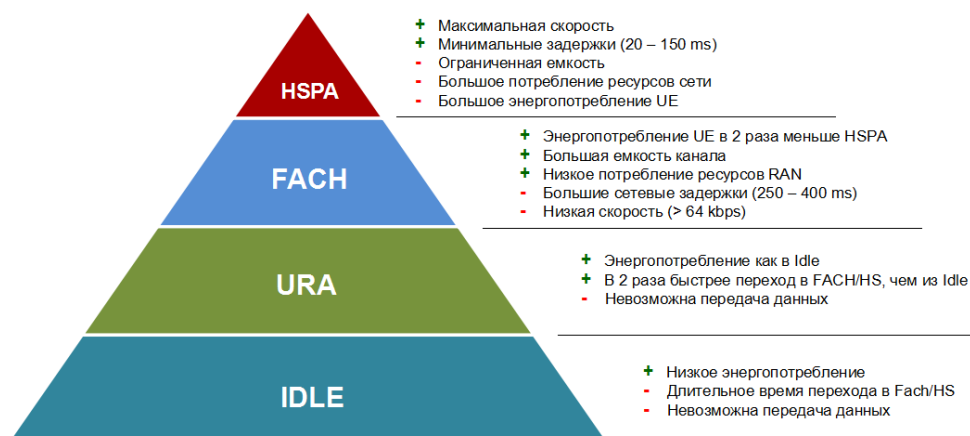 HSPA
+ Максимальная скорость
+ Минимальные задержки (20 – 150 ms)
- Ограниченная емкость
- Большое потребление ресурсов сети
- Большое энергопотребление UE
FACH
+ Энергопотребление UE в 2 раза меньше HSPA
+ Большая емкость канала
+ Низкое потребление ресурсов RAN
- Большие сетевые задержки (250 – 400 ms)
- Низкая скорость (> 64 kbps)
URA
+ Энергопотребление как в Idle
+ В 2 раза быстрее переход в FACH/HS, чем из Idle
- Невозможна передача данных
IDLE
+ Низкое энергопотребление
- Длительное время перехода в Fach/HS
- Невозможна передача данных